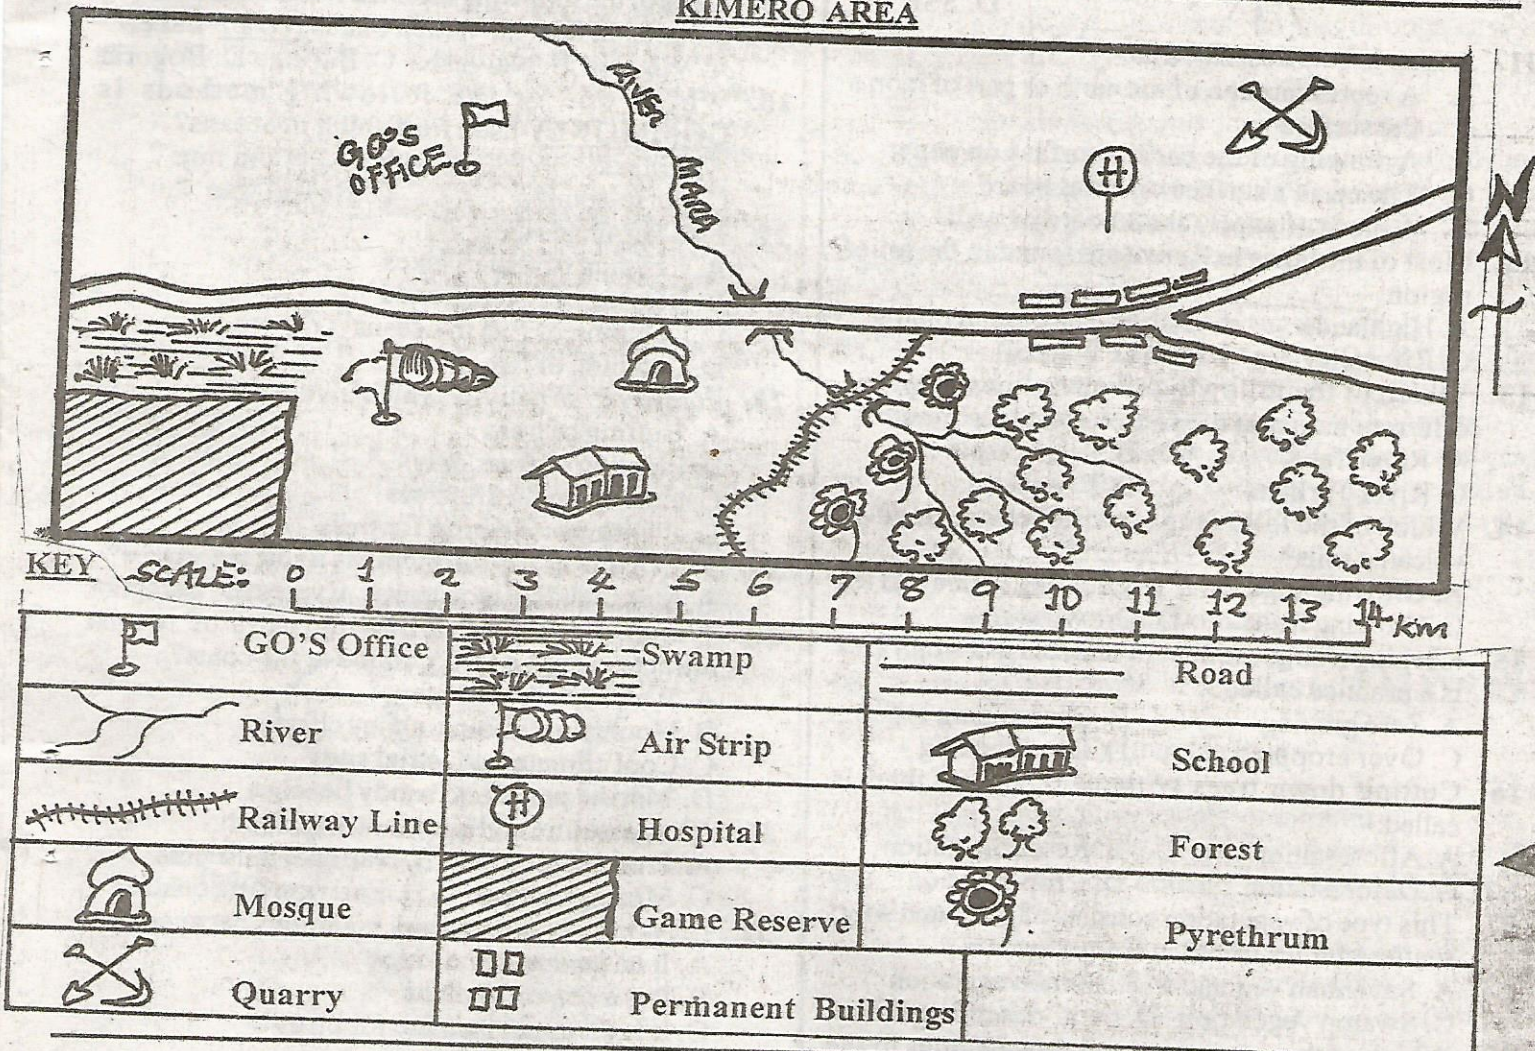 KIMERO AREA
RIVER MARA
GO'S
OFFICE
H
N
KEY
SCALE: 0 1 2 3 4 5 6 7 8 9 10 11 12 13 14 km
GO'S Office
Swamp
Road
River
Air Strip
School
Railway Line
H
Hospital
Forest
Mosque
Game Reserve
Pyrethrum
Quarry
Permanent Buildings